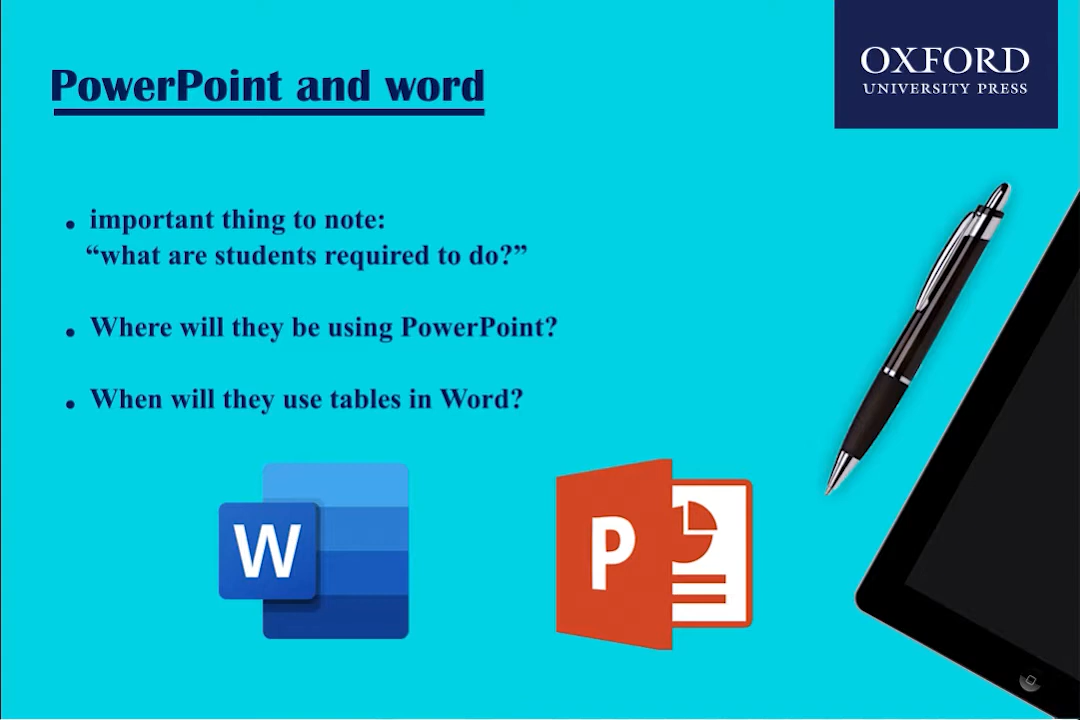 PowerPoint and word
OXFORD
UNIVERSITY PRESS
• important thing to note:
“what are students required to do?”
• Where will they be using PowerPoint?
• When will they use tables in Word?
W
P